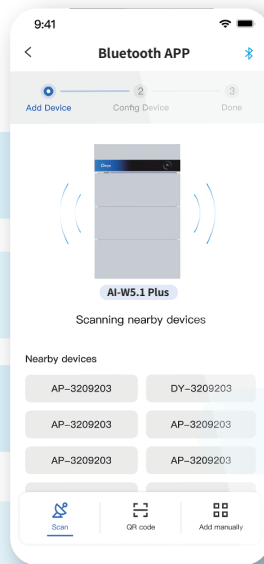 9:41
Bluetooth APP
1 2 3
Add Device Config Device Done
AI-W5.1 Plus
Scanning nearby devices
Nearby devices
AP-3209203 DY-3209203
AP-3209203 AP-3209203
AP-3209203 AP-3209203
Scan QR code Add manually